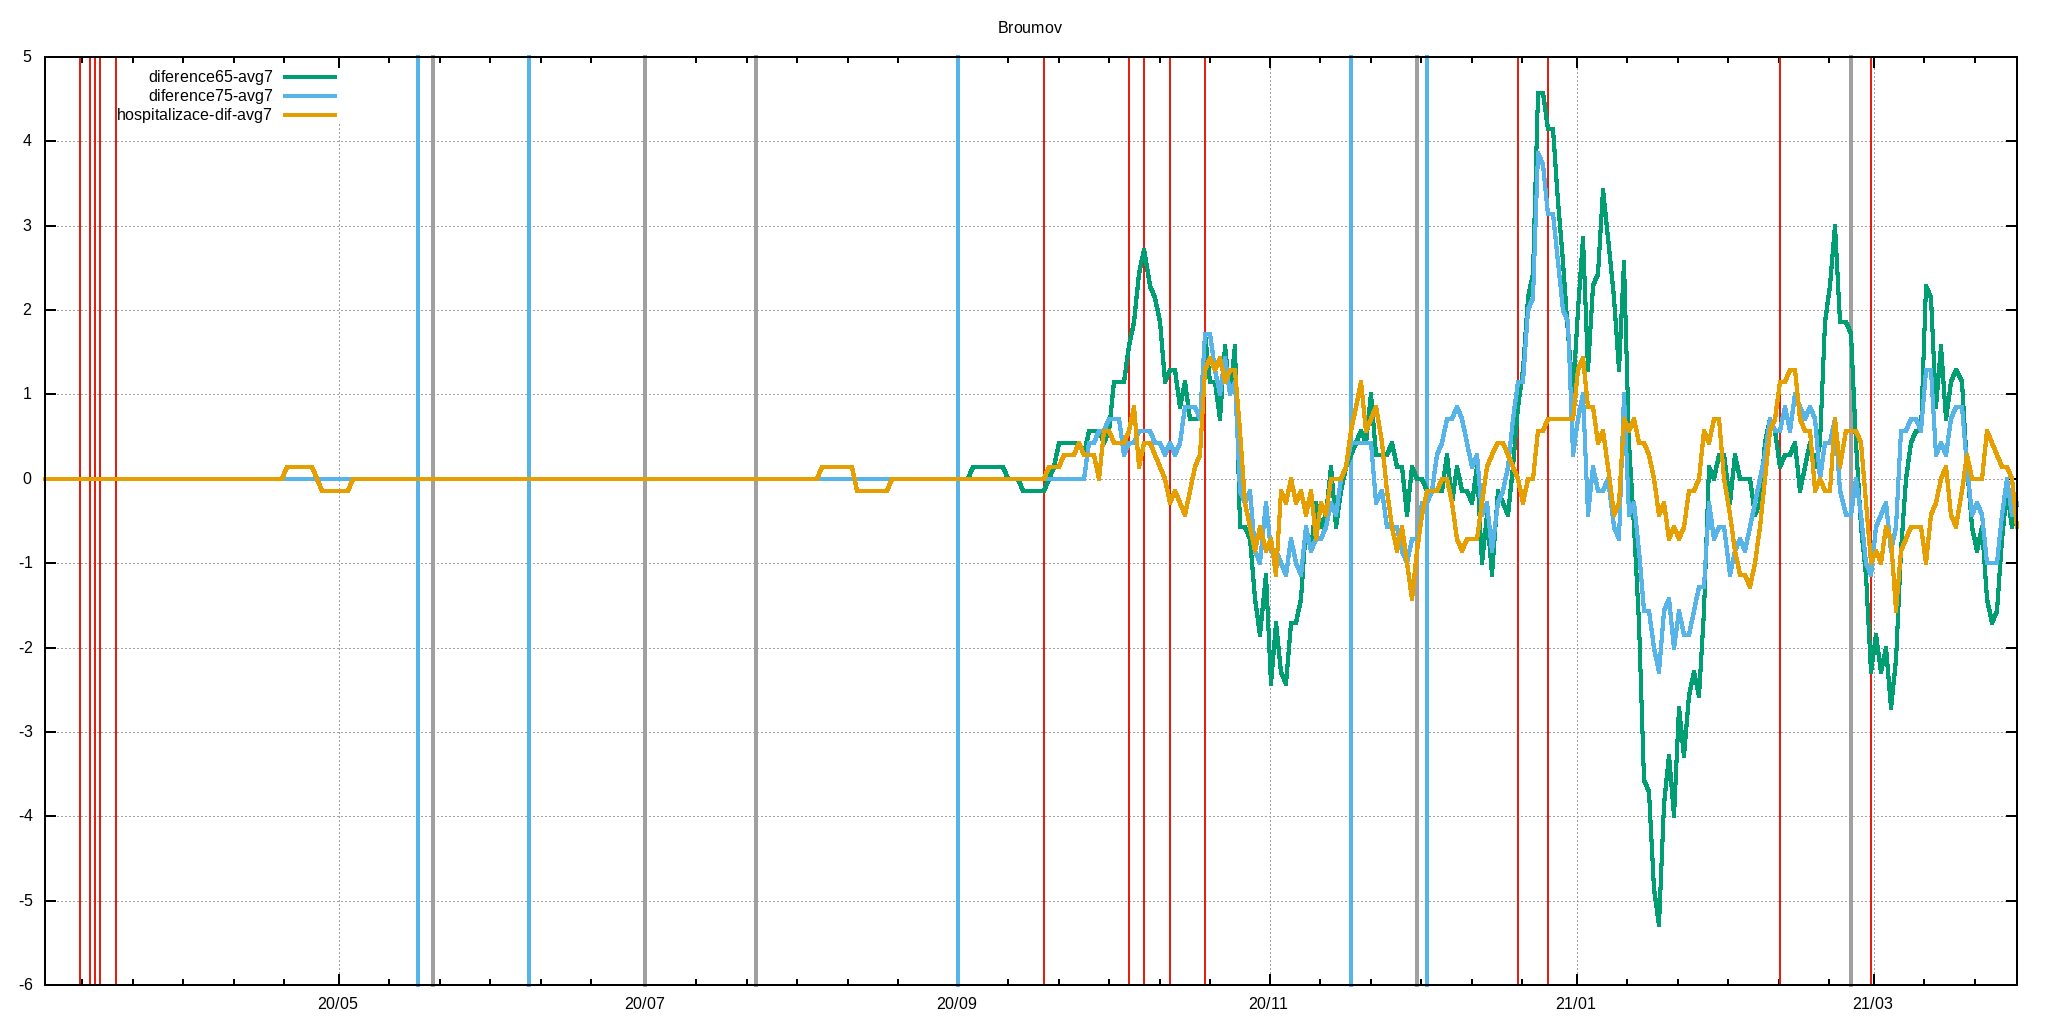 Broumov
diference65-avg7
diference75-avg7
hospitalizace-dif-avg7
5
4
3
2
1
0
-1
-2
-3
-4
-5
-6
20/05 20/07 20/09 20/11 21/01 21/03